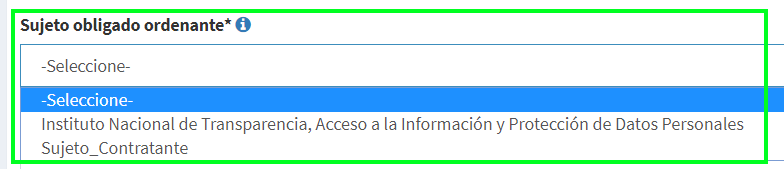 Sujeto obligado ordenante*
-Seleccione-
-Seleccione-
Instituto Nacional de Transparencia, Acceso a la Información y Protección de Datos Personales
Sujeto_Contratante